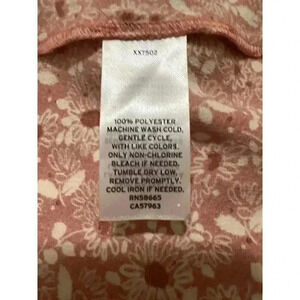 XX7502
100% POLYESTER
MACHINE WASH COLD,
GENTLE CYCLE,
WITH LIKE COLORS.
ONLY NON-CHLORINE
BLEACH IF NEEDED.
TUMBLE DRY LOW,
REMOVE PROMPTLY.
COOL IRON IF NEEDED.
RN58665
CA57963